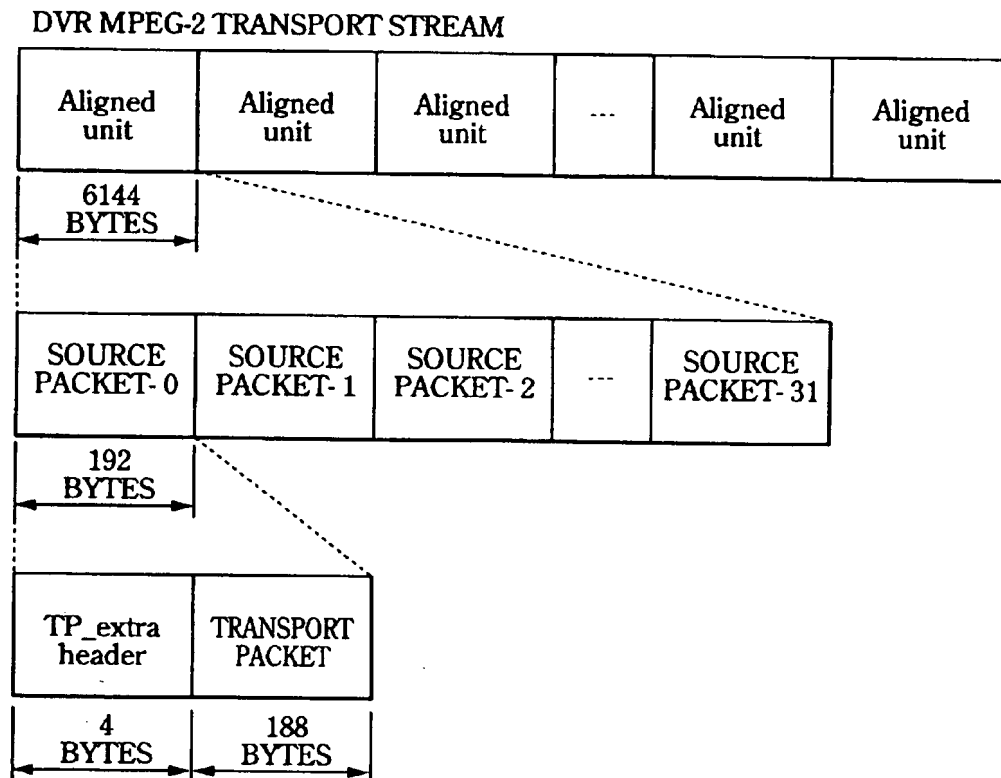 DVR MPEG-2 TRANSPORT STREAM
Aligned unit
Aligned unit
Aligned unit
---
Aligned unit
Aligned unit
6144 BYTES
SOURCE PACKET-0
SOURCE PACKET-1
SOURCE PACKET-2
---
SOURCE PACKET-31
192 BYTES
TP_extra header
TRANSPORT PACKET
4 BYTES
188 BYTES